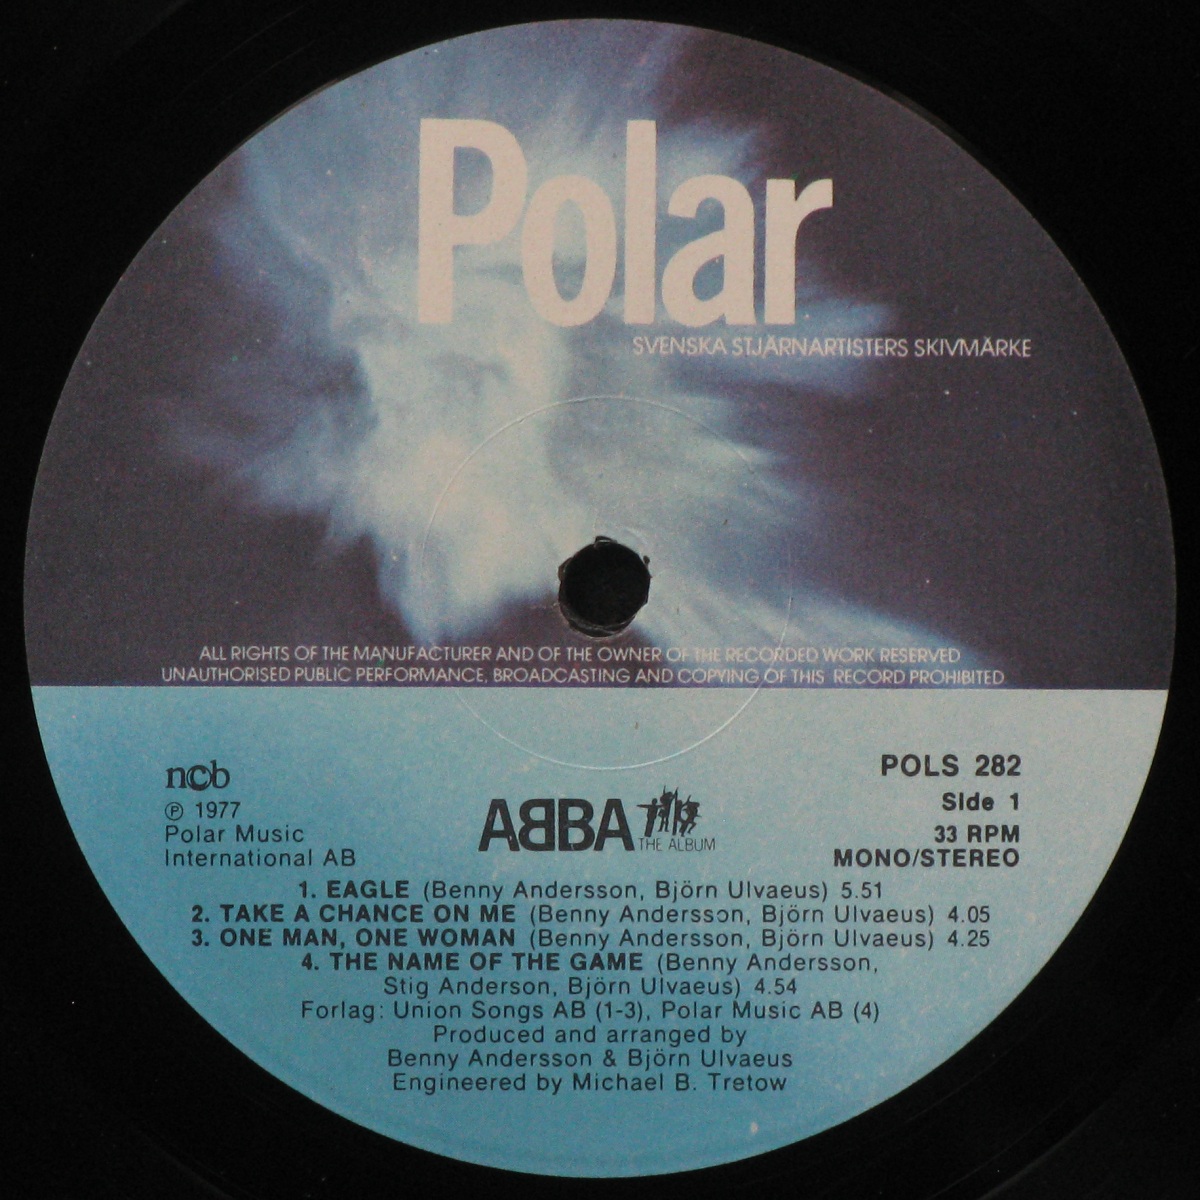 Polar
SVENSKA STJÄRNARTISTERS SKIVMÄRKE
ALL RIGHTS OF THE MANUFACTURER AND OF THE OWNER OF THE RECORDED WORK RESERVED
UNAUTHORISED PUBLIC PERFORMANCE, BROADCASTING AND COPYING OF THIS RECORD PROHIBITED
ncb
℗ 1977
Polar Music
International AB
ABBA
THE ALBUM
POLS 282
Side 1
33 RPM
MONO/STEREO
1. EAGLE (Benny Andersson, Björn Ulvaeus) 5.51
2. TAKE A CHANCE ON ME (Benny Andersson, Björn Ulvaeus) 4.05
3. ONE MAN, ONE WOMAN (Benny Andersson, Björn Ulvaeus) 4.25
4. THE NAME OF THE GAME (Benny Andersson,
Stig Anderson, Björn Ulvaeus) 4.54
Forlag: Union Songs AB (1-3), Polar Music AB (4)
Produced and arranged by
Benny Andersson & Björn Ulvaeus
Engineered by Michael B. Tretow